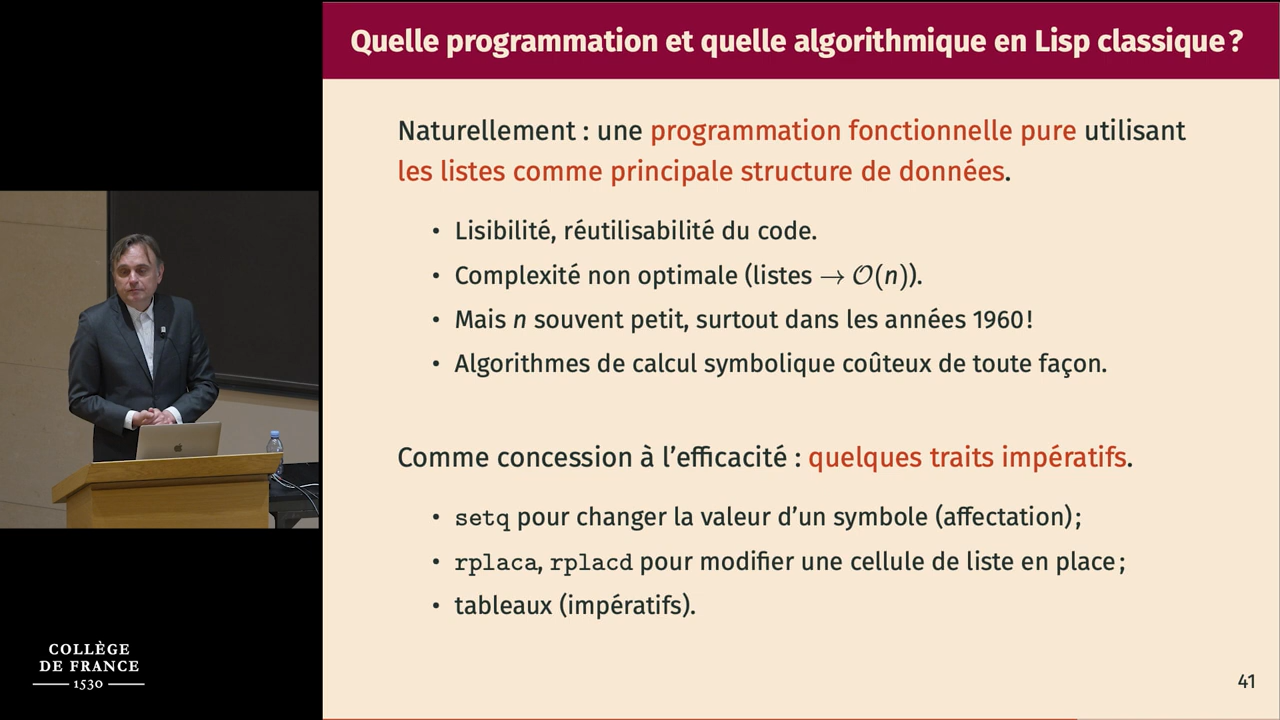 Quelle programmation et quelle algorithmique en Lisp classique ?
Naturellement : une programmation fonctionnelle pure utilisant
les listes comme principale structure de données.
• Lisibilité, réutilisabilité du code.
• Complexité non optimale (listes → O(n)).
• Mais n souvent petit, surtout dans les années 1960 !
• Algorithmes de calcul symbolique coûteux de toute façon.
Comme concession à l’efficacité : quelques traits impératifs.
• setq pour changer la valeur d’un symbole (affectation) ;
• rplaca, rplacd pour modifier une cellule de liste en place ;
• tableaux (impératifs).
COLLÈGE
DE FRANCE
1530
41